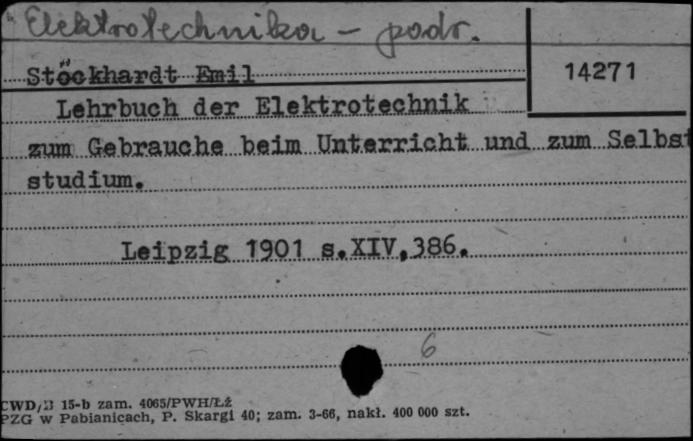 Elektrotechnika – podr.
Stöckhardt Emil
14271
Lehrbuch der Elektrotechnik
zum Gebrauche beim Unterricht und zum Selbst
studium.
Leipzig 1901 s.XIV,386.
6
CWD/B 15-b zam. 4065/PWH/Łż
PZG w Pabianicach, P. Skargi 40; zam. 3-66, nakł. 400 000 szt.